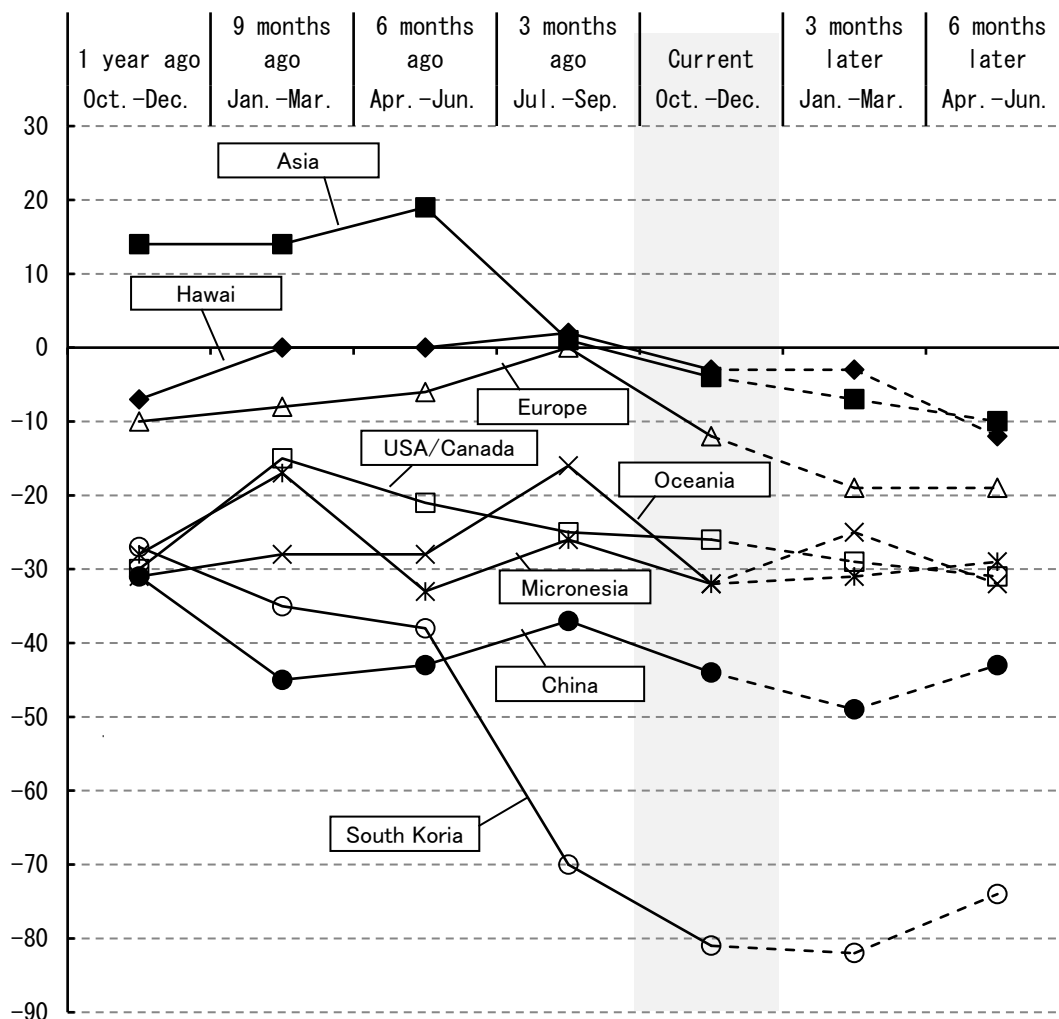 1 year ago
Oct.-Dec.
9 months
ago
Jan.-Mar.
6 months
ago
Apr.-Jun.
3 months
ago
Jul.-Sep.
Current
Oct.-Dec.
3 months
later
Jan.-Mar.
6 months
later
Apr.-Jun.
30
20
10
0
-10
-20
-30
-40
-50
-60
-70
-80
-90
Asia
Hawai
Europe
USA/Canada
Oceania
Micronesia
China
South Koria